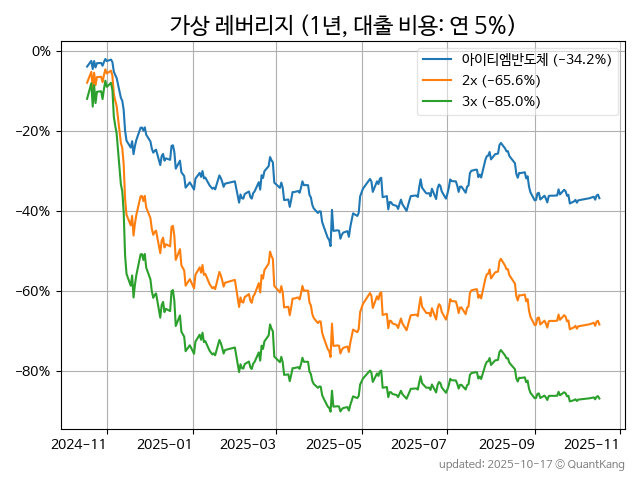 가상 레버리지 (1년, 대출 비용: 연 5%)
0%
−20%
−40%
−60%
−80%
아이티엠반도체 (−34.2%)
2x (−65.6%)
3x (−85.0%)
2024-11
2025-01
2025-03
2025-05
2025-07
2025-09
2025-11
updated: 2025-10-17 © QuantKang